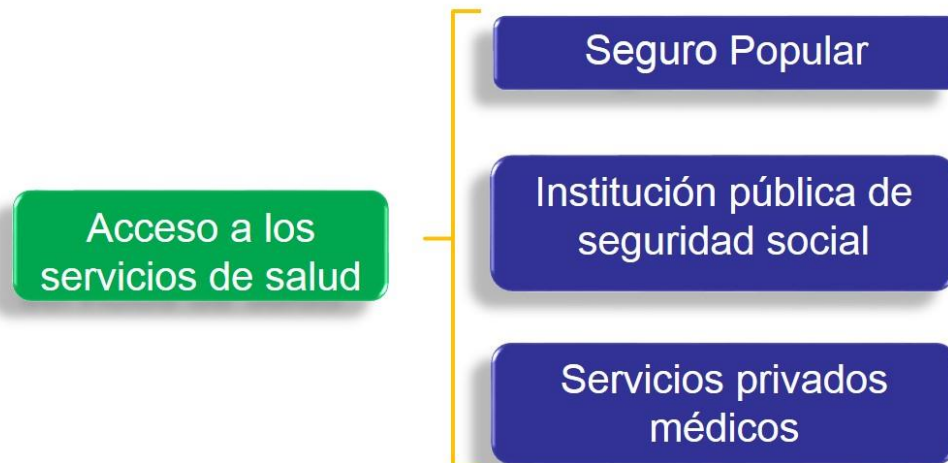 Seguro Popular
Acceso a los
servicios de salud
Institución pública de
seguridad social
Servicios privados
médicos